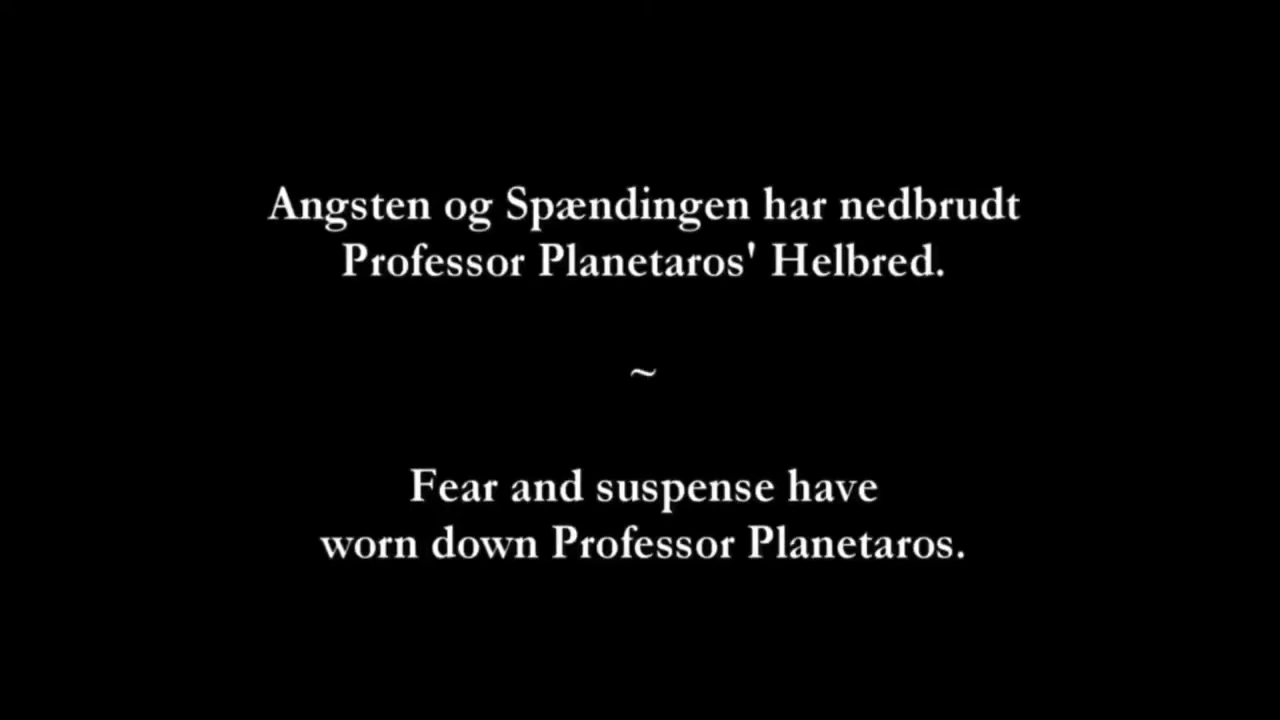 Angsten og Spændingen har nedbrudt
Professor Planetaros' Helbred.
~
Fear and suspense have
worn down Professor Planetaros.